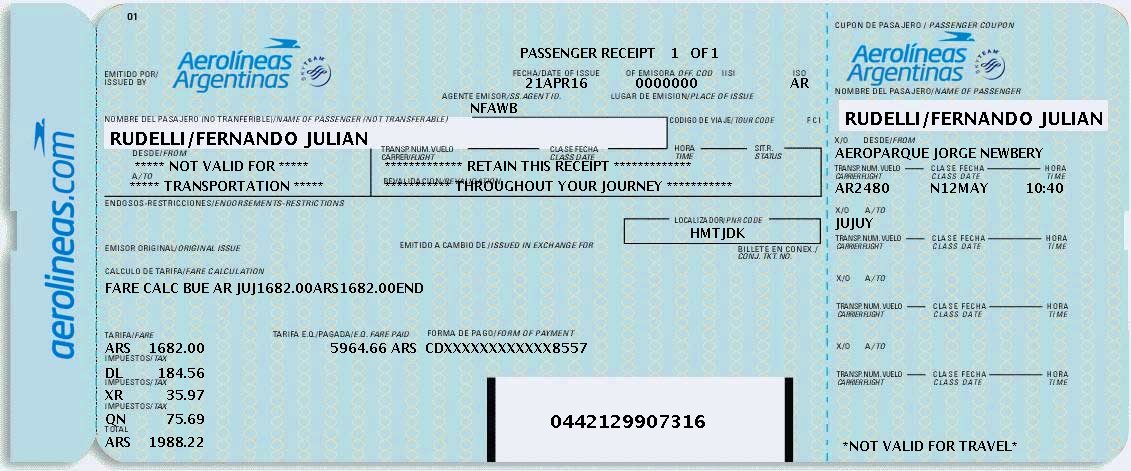 01
aerolineas.com
Aerolíneas Argentinas
SKYTEAM
EMITIDO POR/
ISSUED BY
PASSENGER RECEIPT 1 OF 1
FECHA/DATE OF ISSUE OF EMISORA OFF. COD IISI ISO
21APR16 0000000 AR
AGENTE EMISOR/SS.AGENT ID. LUGAR DE EMISION/PLACE OF ISSUE
NFAWB
NOMBRE DEL PASAJERO (NO TRANFERIBLE)/NAME OF PASSENGER (NOT TRANSFERABLE) CODIGO DE VIAJE/TOUR CODE F C I
RUDELLI/FERNANDO JULIAN
DESDE/FROM TRANSP.NUM.VUELO CLASE FECHA HORA SIT.R.
CARRIER/FLIGHT CLASS DATE TIME STATUS
***** NOT VALID FOR ***** ************ RETAIN THIS RECEIPT ************
A/TO REVALIDACION/REVALIDATION
***** TRANSPORTATION ***** ********** THROUGHOUT YOUR JOURNEY ***********
ENDOSOS-RESTRICCIONES/ENDORSEMENTS-RESTRICTIONS
LOCALIZADOR/PNR CODE
HMTJDK
EMISOR ORIGINAL/ORIGINAL ISSUE EMITIDO A CAMBIO DE /ISSUED IN EXCHANGE FOR BILLETE EN CONEX./
CONJ. TKT. NO.
CALCULO DE TARIFA/FARE CALCULATION
FARE CALC BUE AR JUJ1682.00ARS1682.00END
TARIFA/FARE TARIFA E.Q./PAGADA/E.Q. FARE PAID FORMA DE PAGO/FORM OF PAYMENT
ARS 1682.00 5964.66 ARS CDXXXXXXXXXXXX8557
IMPUESTOS/TAX
DL 184.56
IMPUESTOS/TAX
XR 35.97
IMPUESTOS/TAX
QN 75.69
TOTAL
ARS 1988.22
0442129907316
CUPON DE PASAJERO / PASSENGER COUPON
Aerolíneas Argentinas
SKYTEAM
NOMBRE DEL PASAJERO/NAME OF PASSENGER
RUDELLI/FERNANDO JULIAN
X/O DESDE/FROM
AEROPARQUE JORGE NEWBERY
TRANSP.NUM.VUELO CLASE FECHA HORA
CARRIER/FLIGHT CLASS DATE TIME
AR2480 N12MAY 10:40
X/O A/TO
JUJUY
TRANSP.NUM.VUELO CLASE FECHA HORA
CARRIER/FLIGHT CLASS DATE TIME
X/O A/TO
TRANSP.NUM.VUELO CLASE FECHA HORA
CARRIER/FLIGHT CLASS DATE TIME
X/O A/TO
TRANSP.NUM.VUELO CLASE FECHA HORA
CARRIER/FLIGHT CLASS DATE TIME
*NOT VALID FOR TRAVEL*